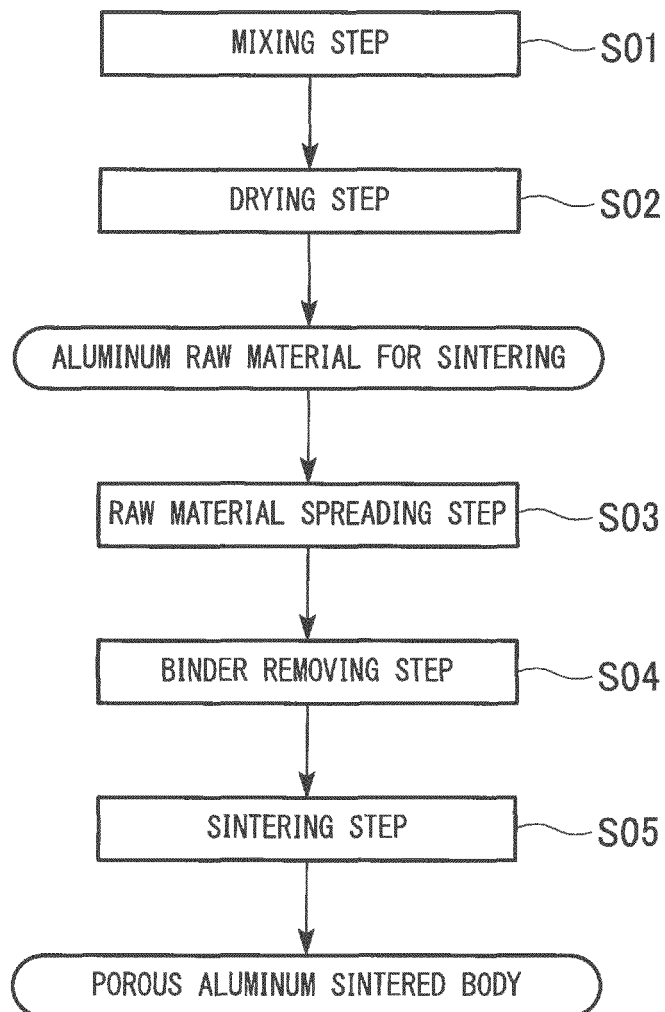 MIXING STEP
S01
DRYING STEP
S02
ALUMINUM RAW MATERIAL FOR SINTERING
RAW MATERIAL SPREADING STEP
S03
BINDER REMOVING STEP
S04
SINTERING STEP
S05
POROUS ALUMINUM SINTERED BODY